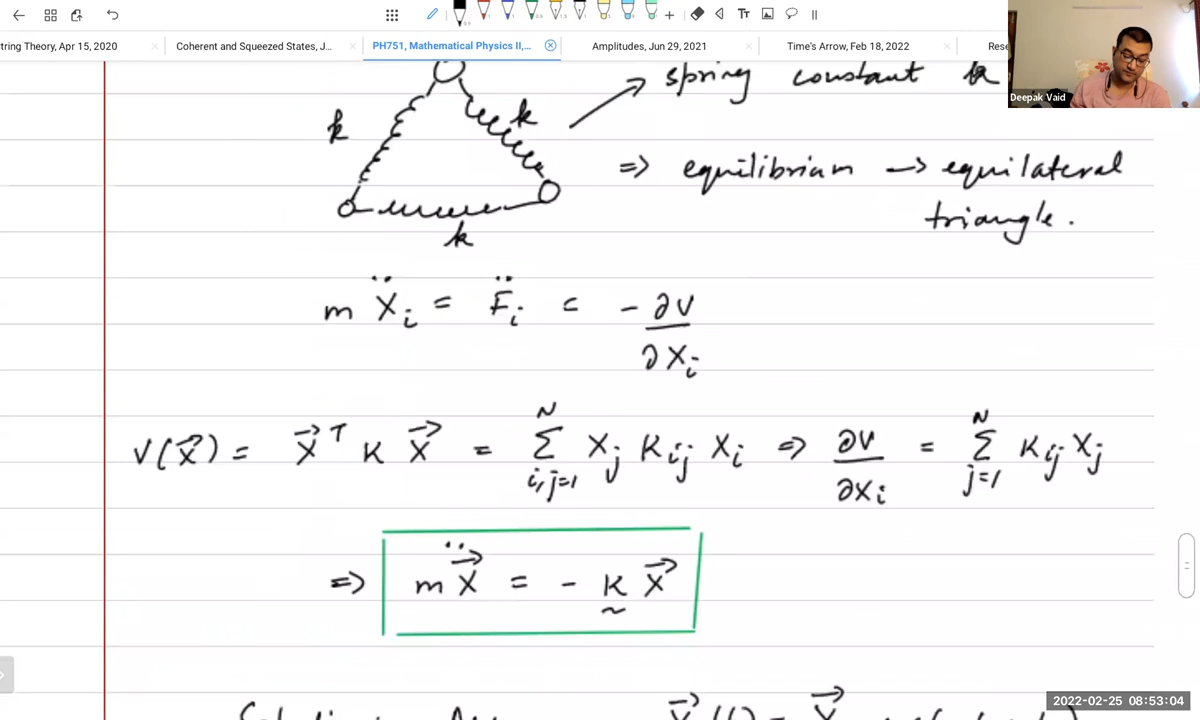 tring Theory, Apr 15, 2020 Coherent and Squeezed States, J... PH751, Mathematical Physics II,... Amplitudes, Jun 29, 2021 Time's Arrow, Feb 18, 2022 Rese
Deepak Vaid
spring constant k
k k
=> equilibrium -> equilateral
triangle.
k
m Ẍ_i = F̈_i = - ∂V/∂X_i
V(X⃗) = X⃗^T K X⃗ = Σ_{i,j=1}^N X_j K_ij X_i => ∂V/∂X_i = Σ_{j=1}^N K_ij X_j
=> m Ẍ⃗ = - K X⃗
2022-02-25 08:53:04